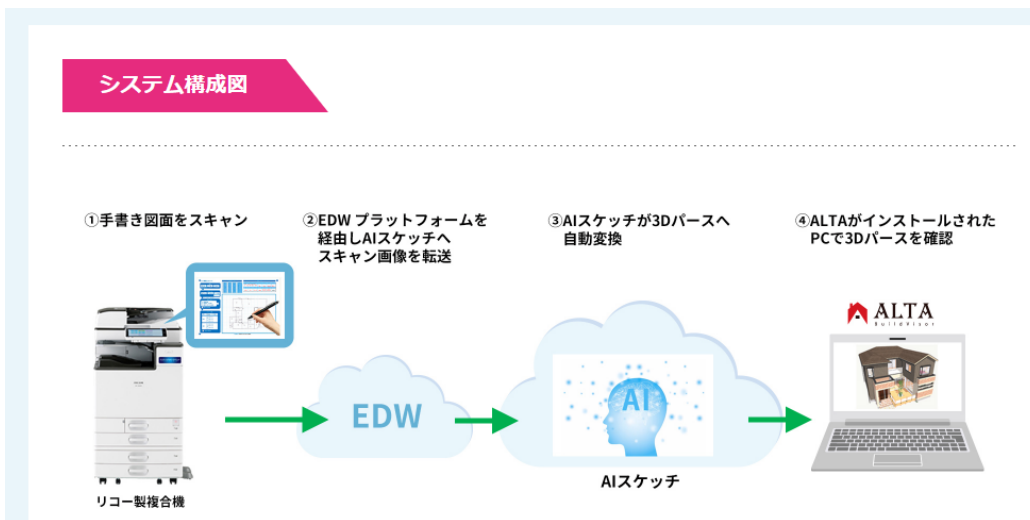 システム構成図
①手書き図面をスキャン
②EDW プラットフォームを
経由しAIスケッチへ
スキャン画像を転送
③AIスケッチが3Dパースへ
自動変換
④ALTAがインストールされた
PCで3Dパースを確認
ALTA
BuildVisor
EDW
AI
AIスケッチ
リコー製複合機